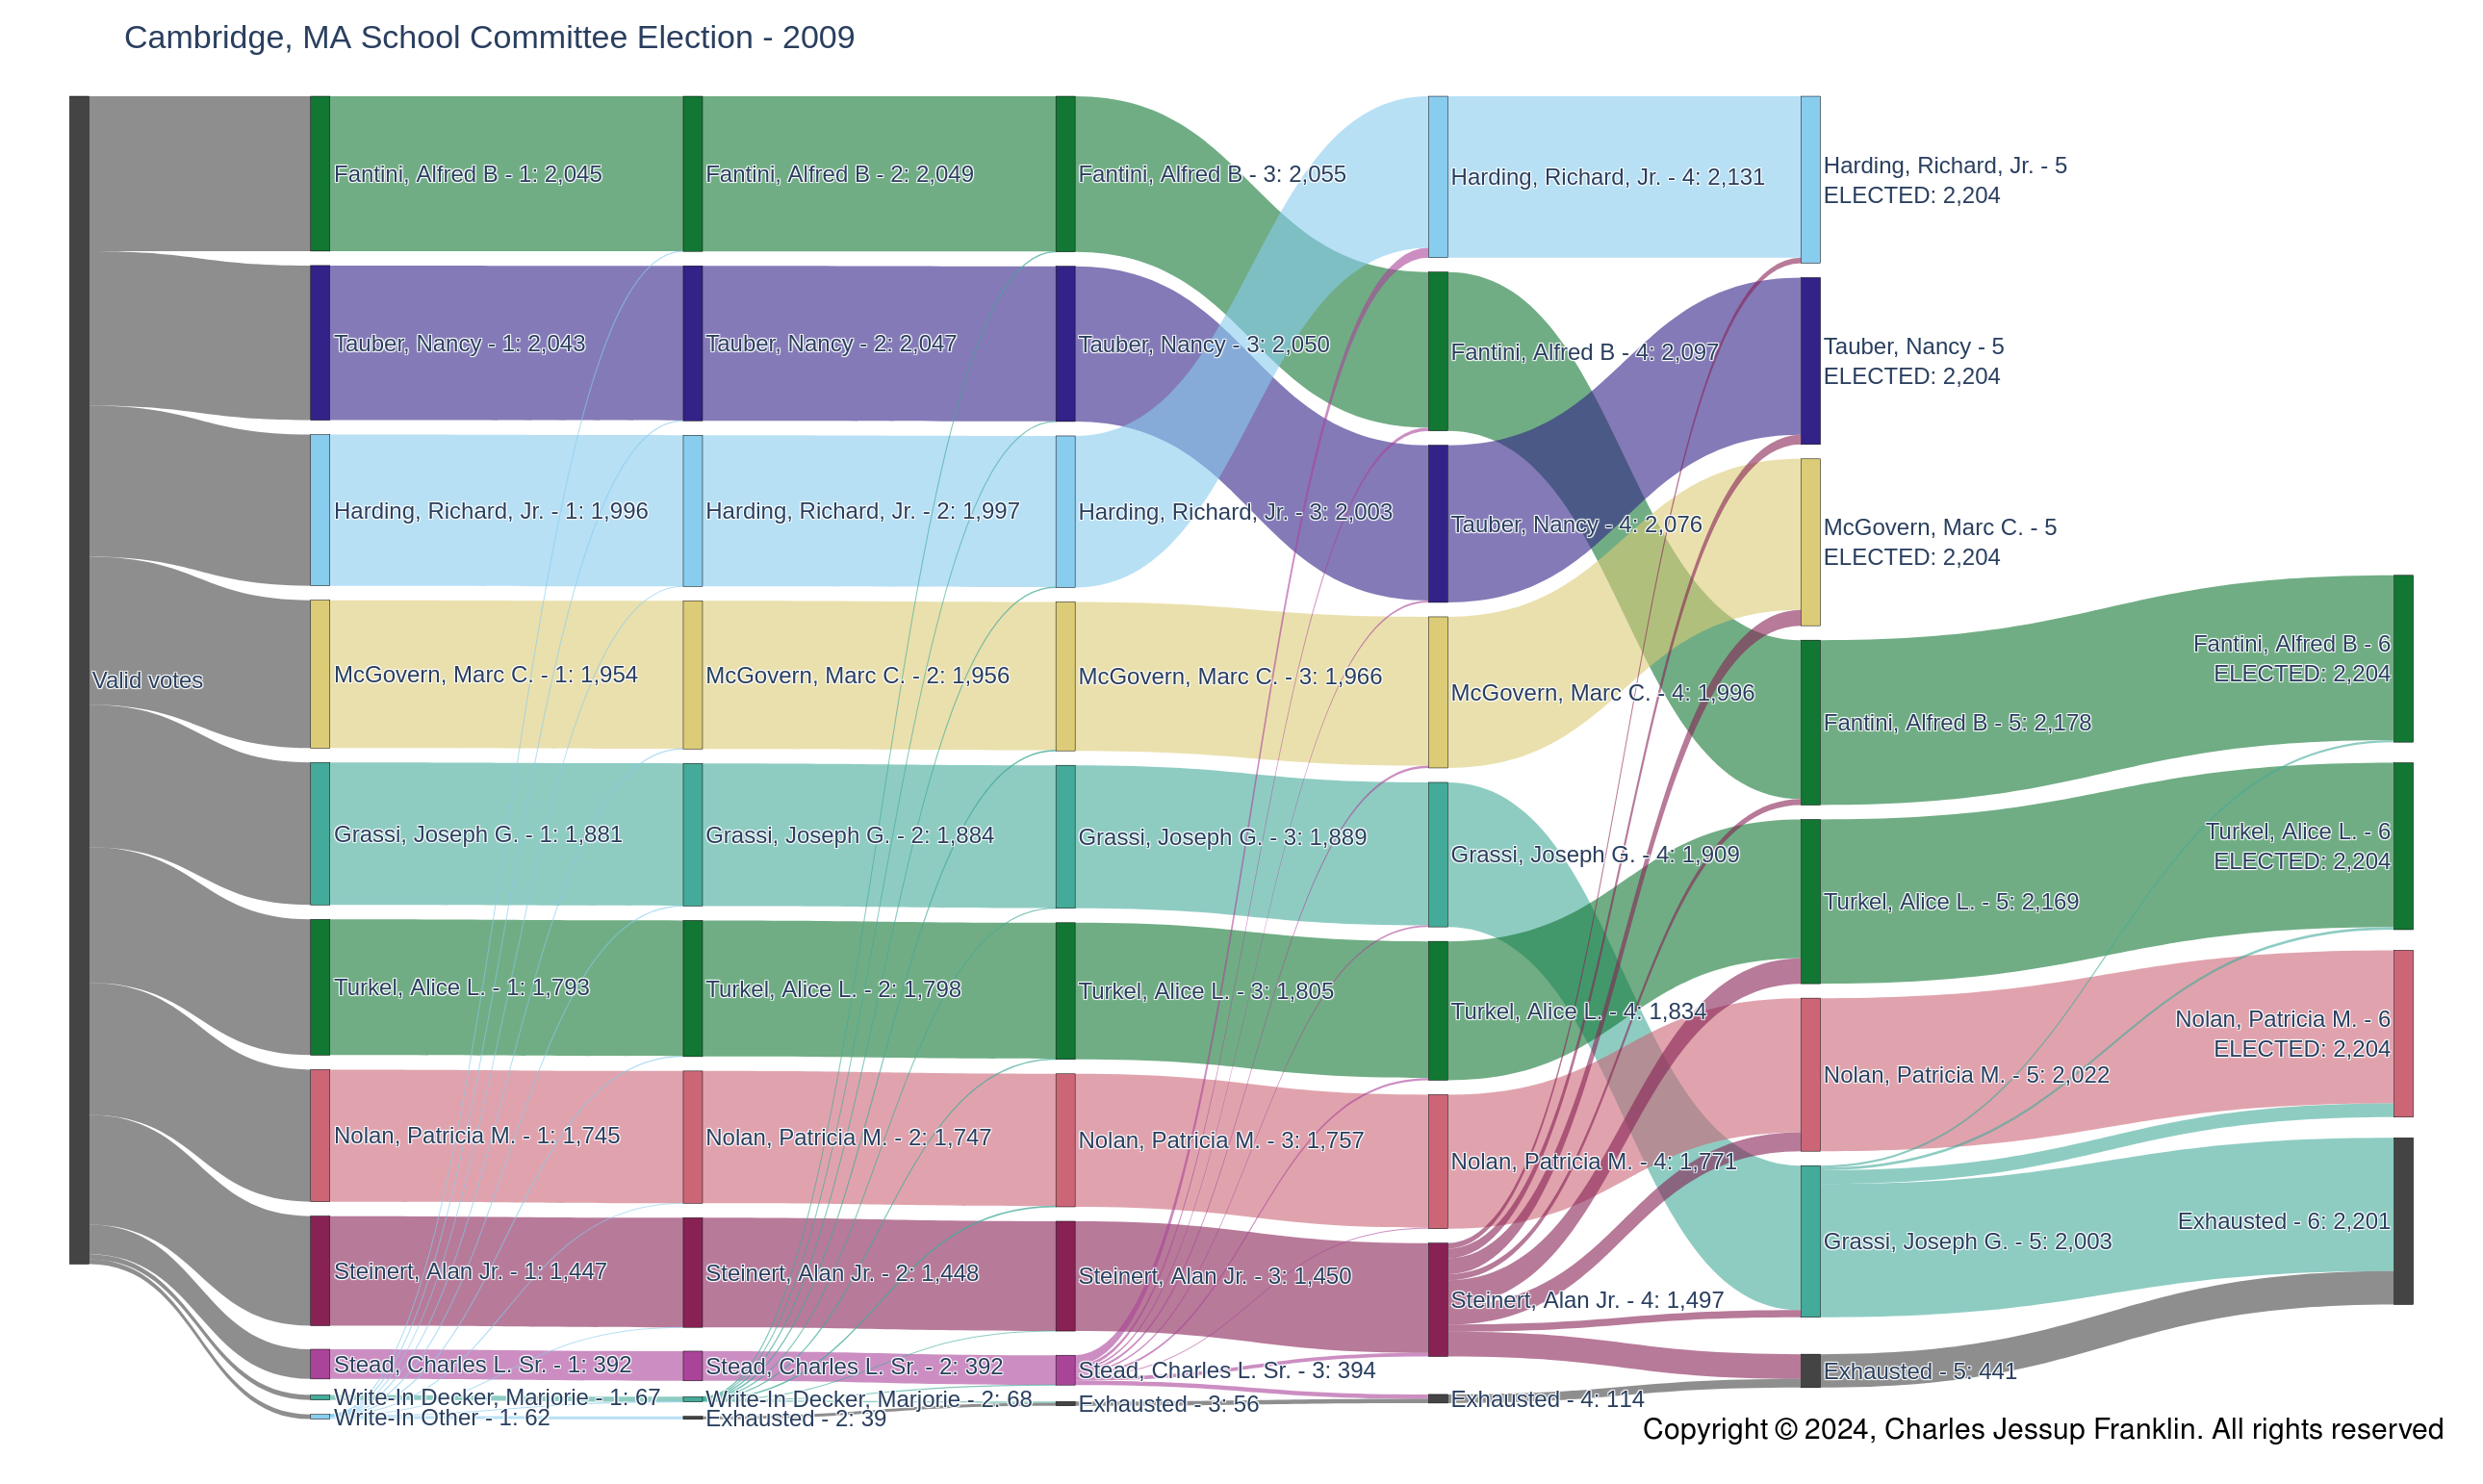 Cambridge, MA School Committee Election - 2009
Valid votes
Fantini, Alfred B - 1: 2,045
Tauber, Nancy - 1: 2,043
Harding, Richard, Jr. - 1: 1,996
McGovern, Marc C. - 1: 1,954
Grassi, Joseph G. - 1: 1,881
Turkel, Alice L. - 1: 1,793
Nolan, Patricia M. - 1: 1,745
Steinert, Alan Jr. - 1: 1,447
Stead, Charles L. Sr. - 1: 392
Write-In Decker, Marjorie - 1: 67
Write-In Other - 1: 62
Fantini, Alfred B - 2: 2,049
Tauber, Nancy - 2: 2,047
Harding, Richard, Jr. - 2: 1,997
McGovern, Marc C. - 2: 1,956
Grassi, Joseph G. - 2: 1,884
Turkel, Alice L. - 2: 1,798
Nolan, Patricia M. - 2: 1,747
Steinert, Alan Jr. - 2: 1,448
Stead, Charles L. Sr. - 2: 392
Write-In Decker, Marjorie - 2: 68
Exhausted - 2: 39
Fantini, Alfred B - 3: 2,055
Tauber, Nancy - 3: 2,050
Harding, Richard, Jr. - 3: 2,003
McGovern, Marc C. - 3: 1,966
Grassi, Joseph G. - 3: 1,889
Turkel, Alice L. - 3: 1,805
Nolan, Patricia M. - 3: 1,757
Steinert, Alan Jr. - 3: 1,450
Stead, Charles L. Sr. - 3: 394
Exhausted - 3: 56
Harding, Richard, Jr. - 4: 2,131
Fantini, Alfred B - 4: 2,097
Tauber, Nancy - 4: 2,076
McGovern, Marc C. - 4: 1,996
Grassi, Joseph G. - 4: 1,909
Turkel, Alice L. - 4: 1,834
Nolan, Patricia M. - 4: 1,771
Steinert, Alan Jr. - 4: 1,497
Exhausted - 4: 114
Harding, Richard, Jr. - 5
ELECTED: 2,204
Tauber, Nancy - 5
ELECTED: 2,204
McGovern, Marc C. - 5
ELECTED: 2,204
Fantini, Alfred B - 5: 2,178
Turkel, Alice L. - 5: 2,169
Nolan, Patricia M. - 5: 2,022
Grassi, Joseph G. - 5: 2,003
Exhausted - 5: 441
Fantini, Alfred B - 6
ELECTED: 2,204
Turkel, Alice L. - 6
ELECTED: 2,204
Nolan, Patricia M. - 6
ELECTED: 2,204
Exhausted - 6: 2,201
Copyright © 2024, Charles Jessup Franklin. All rights reserved